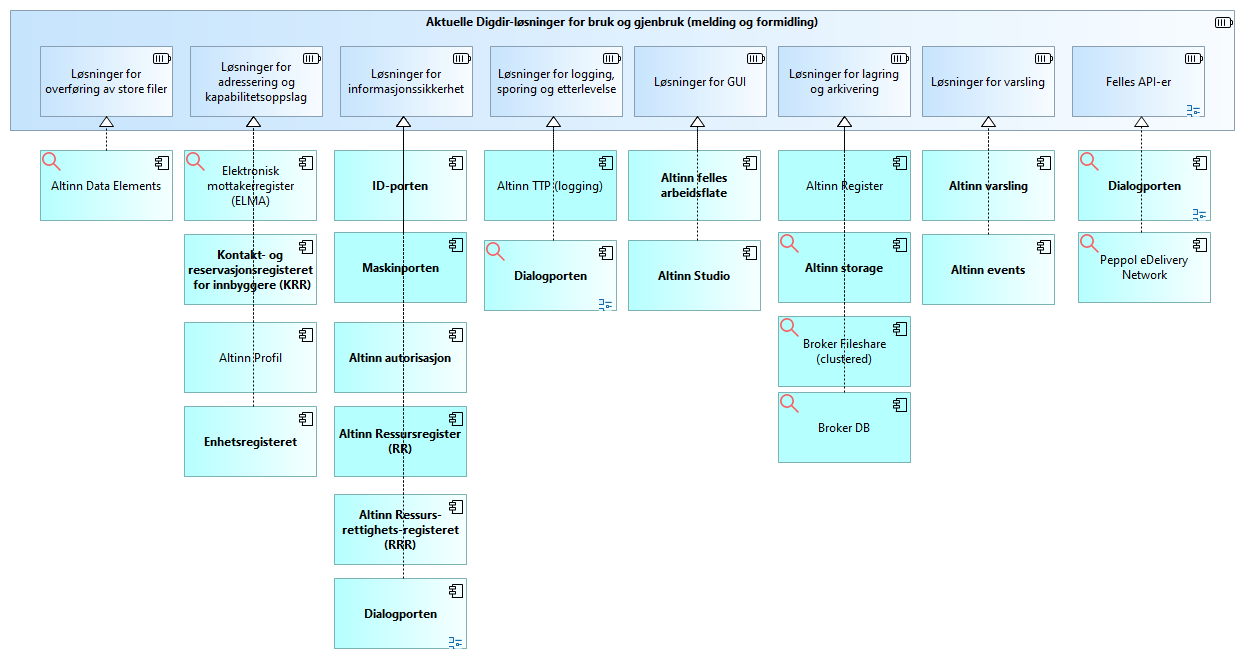 Aktuelle Digdir-løsninger for bruk og gjenbruk (melding og formidling)
Løsninger for
overføring av store filer
Løsninger for
adressering og
kapabilitetsoppslag
Løsninger for
informasjonssikkerhet
Løsninger for logging,
sporing og etterlevelse
Løsninger for GUI
Løsninger for lagring
og arkivering
Løsninger for varsling
Felles API-er
Altinn Data Elements
Elektronisk
mottakerregister
(ELMA)
Kontakt- og
reservasjonsregisteret
for innbyggere (KRR)
Altinn Profil
Enhetsregisteret
ID-porten
Maskinporten
Altinn autorisasjon
Altinn Ressursregister
(RR)
Altinn Ressurs-
rettighets-registeret
(RRR)
Dialogporten
Altinn TTP (logging)
Dialogporten
Altinn felles
arbeidsflate
Altinn Studio
Altinn Register
Altinn storage
Broker Fileshare
(clustered)
Broker DB
Altinn varsling
Altinn events
Dialogporten
Peppol eDelivery
Network